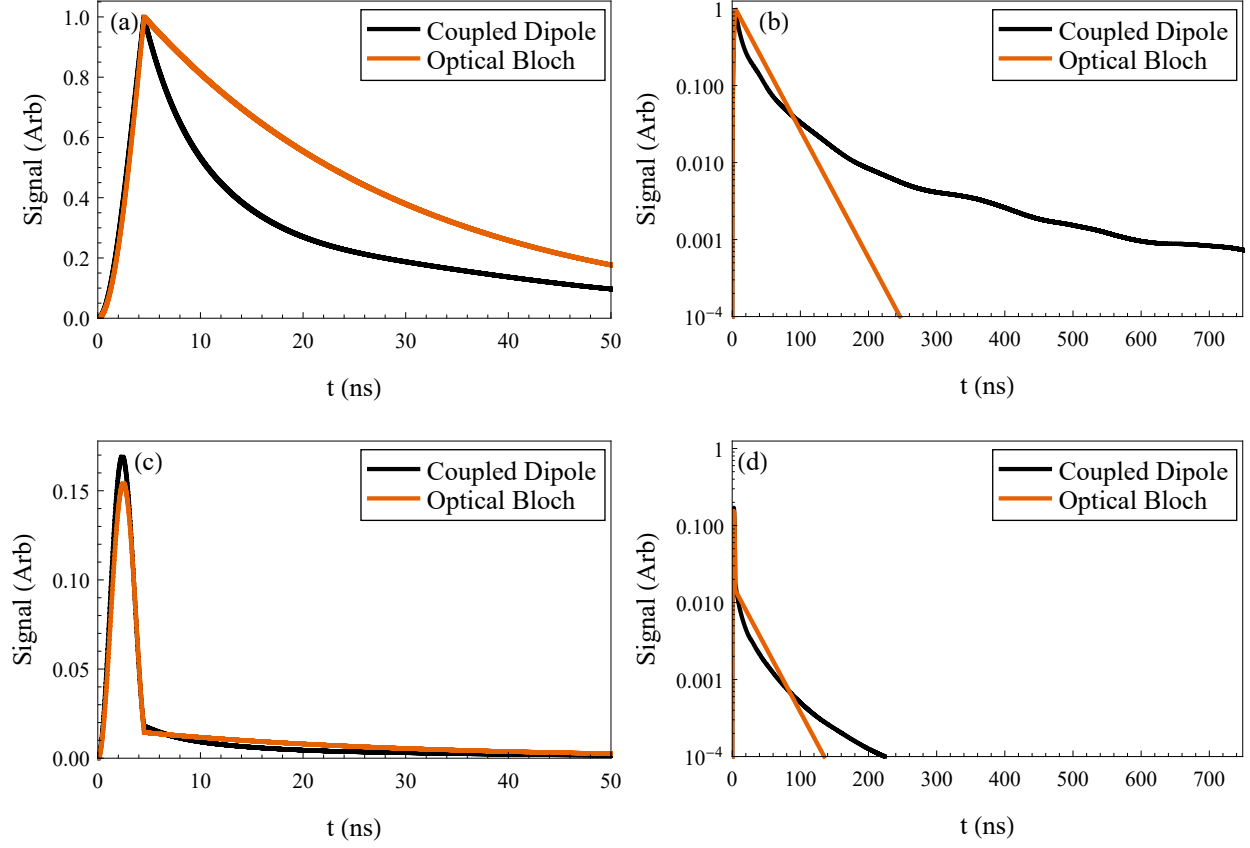 (a)
Coupled Dipole
Optical Bloch
Signal (Arb)
1.0
0.8
0.6
0.4
0.2
0.0
0 10 20 30 40 50
t (ns)
(b)
Coupled Dipole
Optical Bloch
Signal (Arb)
1
0.100
0.010
0.001
10⁻⁴
0 100 200 300 400 500 600 700
t (ns)
(c)
Coupled Dipole
Optical Bloch
Signal (Arb)
0.15
0.10
0.05
0.00
0 10 20 30 40 50
t (ns)
(d)
Coupled Dipole
Optical Bloch
Signal (Arb)
1
0.100
0.010
0.001
10⁻⁴
0 100 200 300 400 500 600 700
t (ns)